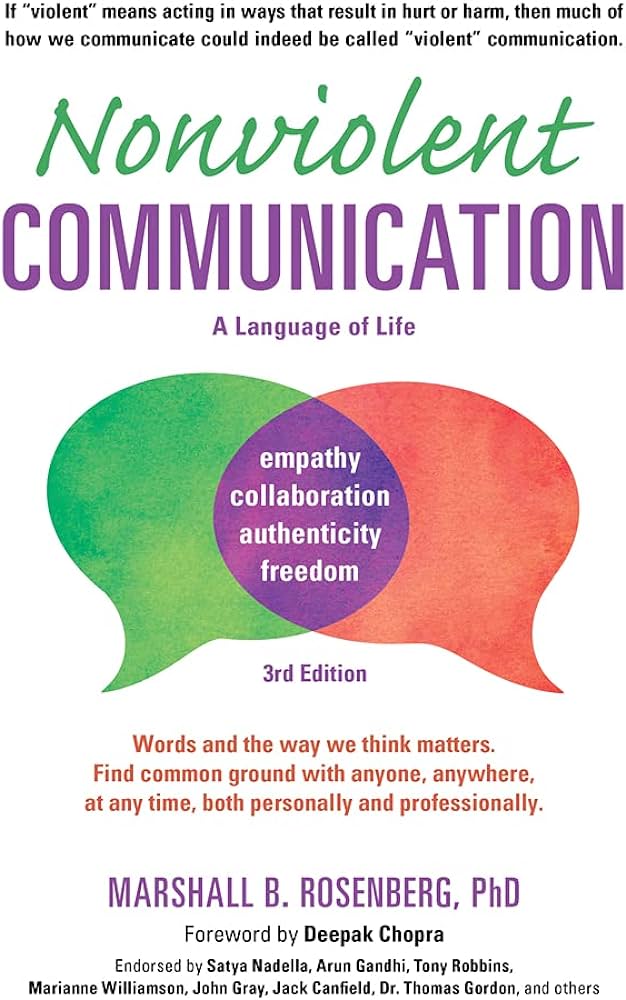 If “violent” means acting in ways that result in hurt or harm, then much of
how we communicate could indeed be called “violent” communication.
Nonviolent
COMMUNICATION
A Language of Life
empathy
collaboration
authenticity
freedom
3rd Edition
Words and the way we think matters.
Find common ground with anyone, anywhere,
at any time, both personally and professionally.
MARSHALL B. ROSENBERG, PhD
Foreword by Deepak Chopra
Endorsed by Satya Nadella, Arun Gandhi, Tony Robbins,
Marianne Williamson, John Gray, Jack Canfield, Dr. Thomas Gordon, and others